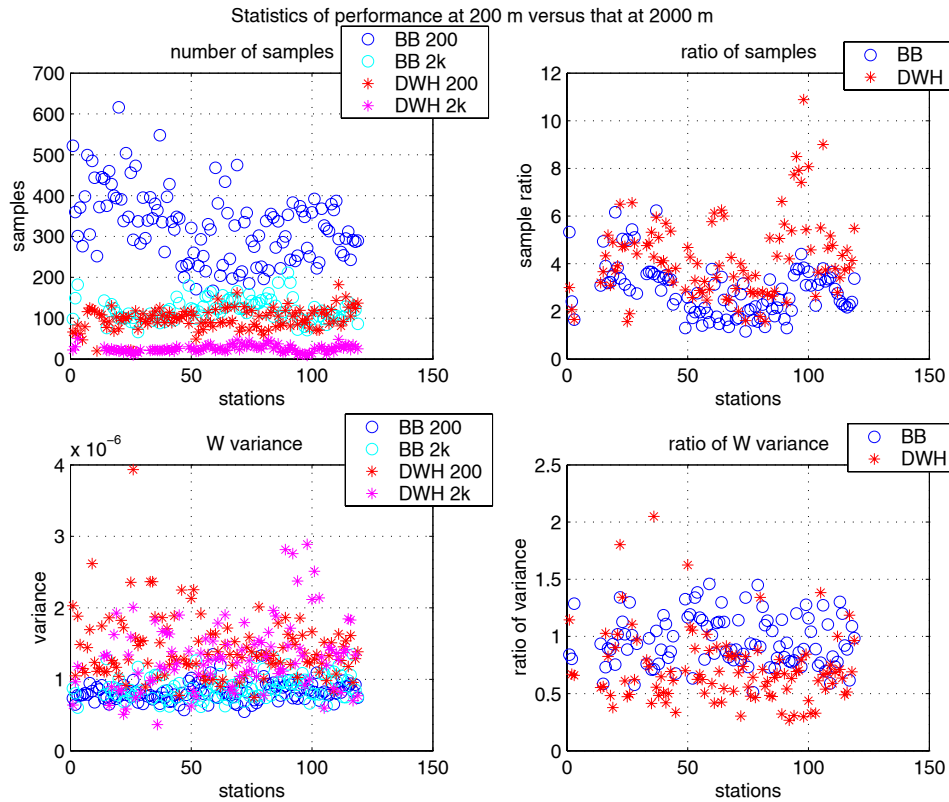 Statistics of performance at 200 m versus that at 2000 m
number of samples
BB 200
BB 2k
DWH 200
DWH 2k
700
600
500
400
300
200
100
0
samples
0 50 100 150
stations
ratio of samples
BB
DWH
12
10
8
6
4
2
0
sample ratio
0 50 100 150
stations
x 10⁻⁶
W variance
BB 200
BB 2k
DWH 200
DWH 2k
4
3
2
1
0
variance
0 50 100 150
stations
ratio of W variance
BB
DWH
2.5
2
1.5
1
0.5
0
ratio of variance
0 50 100 150
stations